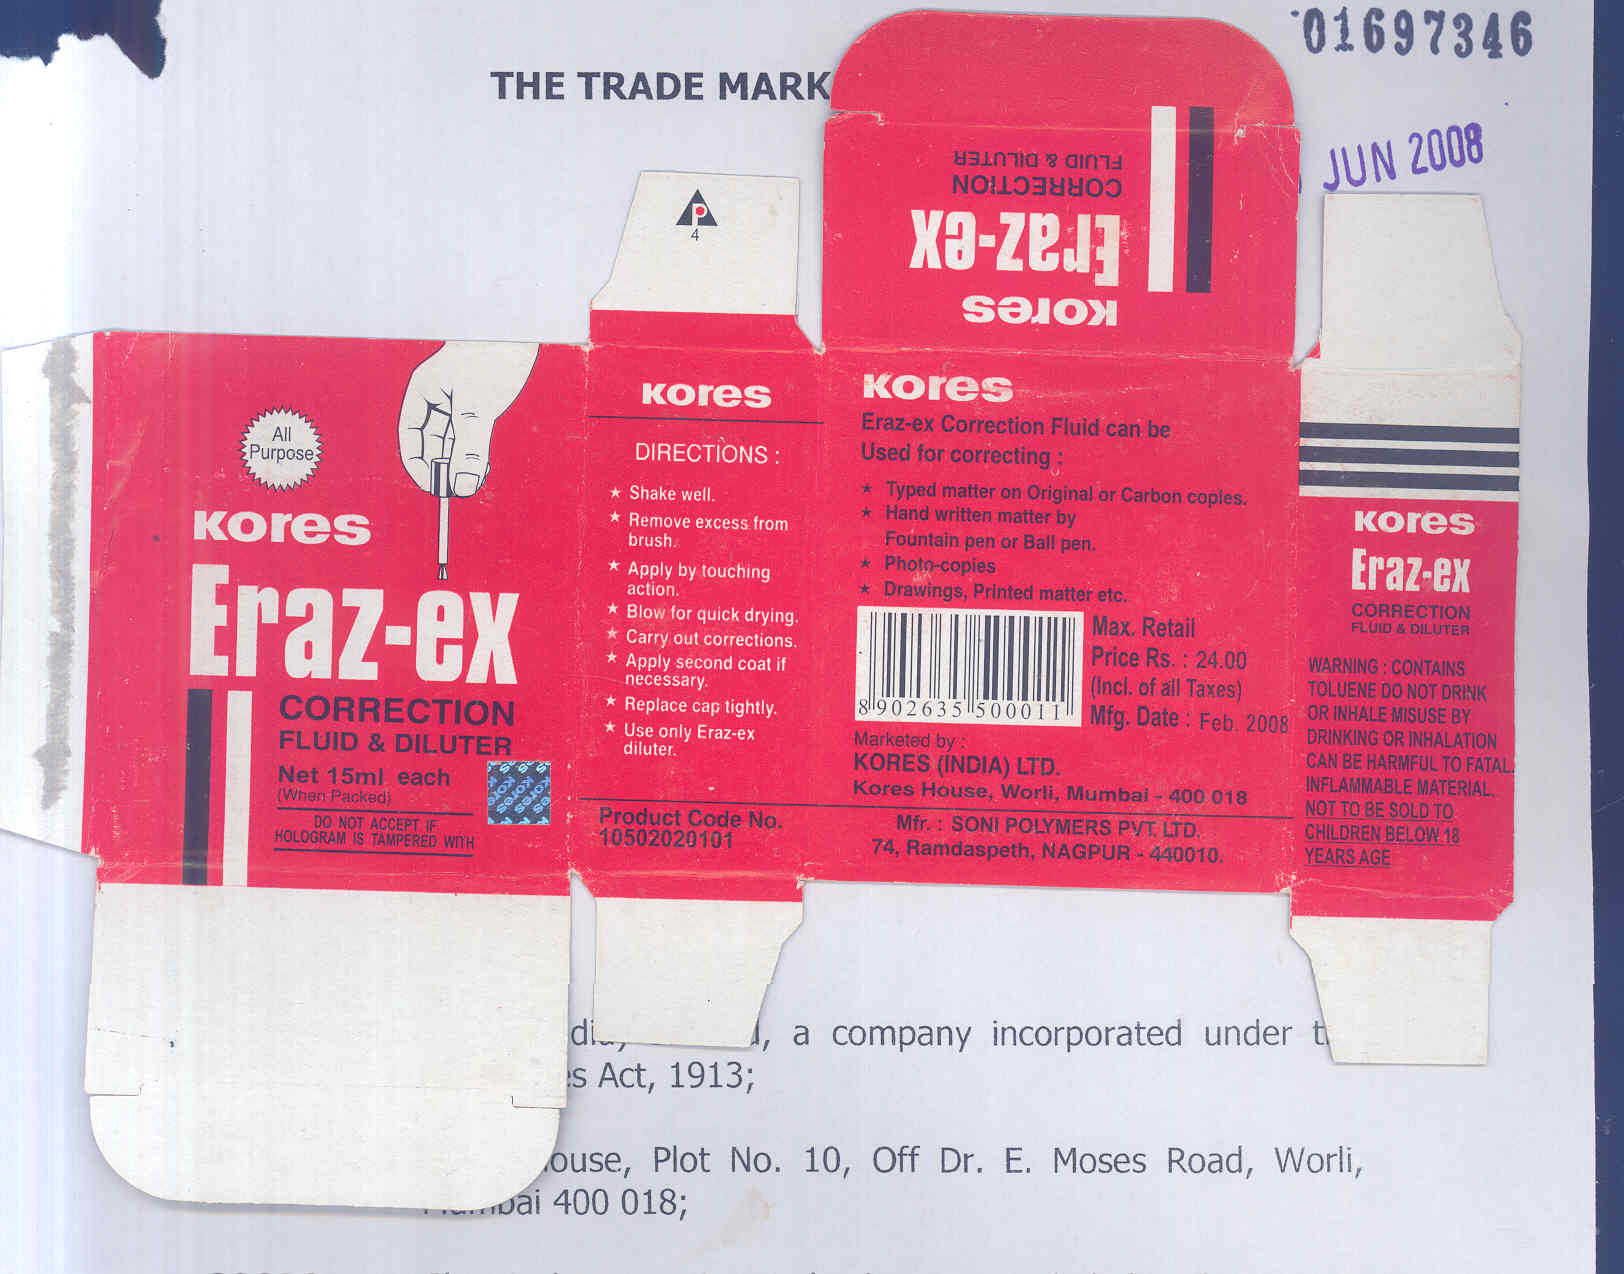 01697346
THE TRADE MARK
JUN 2008
4
Kores
Eraz-ex
CORRECTION
FLUID & DILUTER
All
Purpose
Kores
Eraz-ex
CORRECTION
FLUID & DILUTER
Net 15ml each
(When Packed)
DO NOT ACCEPT IF
HOLOGRAM IS TAMPERED WITH
Kores
DIRECTIONS :
★ Shake well.
★ Remove excess from
brush.
★ Apply by touching
action.
★ Blow for quick drying.
★ Carry out corrections.
★ Apply second coat if
necessary.
★ Replace cap tightly.
★ Use only Eraz-ex
diluter.
Product Code No.
10502020101
Kores
Eraz-ex Correction Fluid can be
Used for correcting :
★ Typed matter on Original or Carbon copies.
★ Hand written matter by
Fountain pen or Ball pen.
★ Photo-copies
★ Drawings, Printed matter etc.
8 902635 500011
Max. Retail
Price Rs. : 24.00
(Incl. of all Taxes)
Mfg. Date : Feb. 2008
Marketed by :
KORES (INDIA) LTD.
Kores House, Worli, Mumbai - 400 018
Mfr. : SONI POLYMERS PVT. LTD.
74, Ramdaspeth, NAGPUR - 440010.
Kores
Eraz-ex
CORRECTION
FLUID & DILUTER
WARNING : CONTAINS
TOLUENE DO NOT DRINK
OR INHALE MISUSE BY
DRINKING OR INHALATION
CAN BE HARMFUL TO FATAL.
INFLAMMABLE MATERIAL.
NOT TO BE SOLD TO
CHILDREN BELOW 18
YEARS AGE
a company incorporated under
Act, 1913;
Plot No. 10, Off Dr. E. Moses Road, Worli,
400 018;